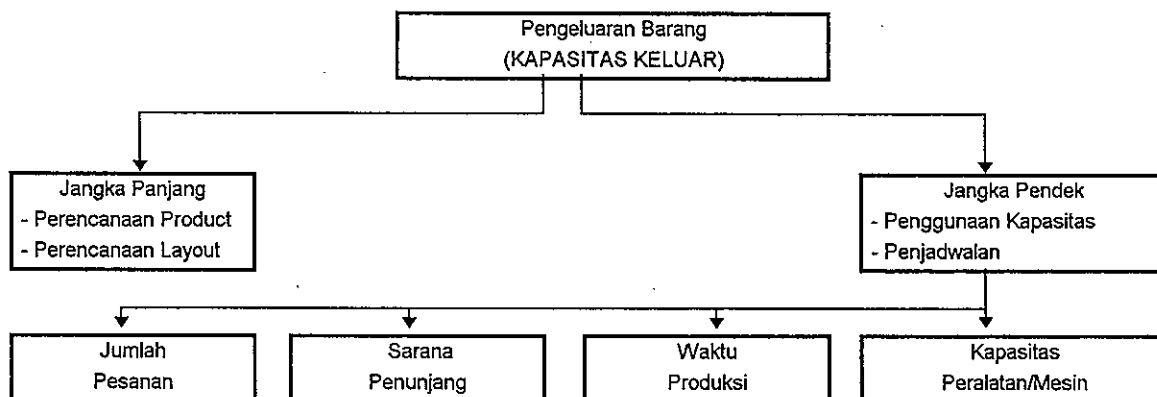 Pengeluaran Barang
(KAPASITAS KELUAR)
Jangka Panjang
- Perencanaan Product
- Perencanaan Layout
Jangka Pendek
- Penggunaan Kapasitas
- Penjadwalan
Jumlah
Pesanan
Sarana
Penunjang
Waktu
Produksi
Kapasitas
Peralatan/Mesin